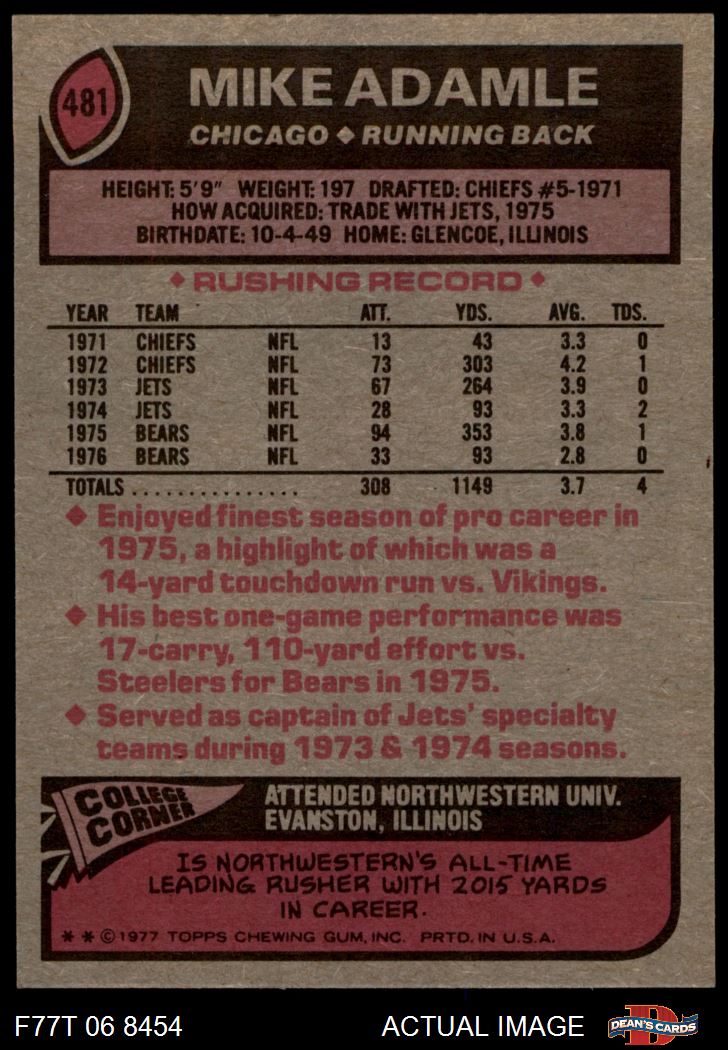 481
MIKE ADAMLE
CHICAGO ◆ RUNNING BACK
HEIGHT: 5'9" WEIGHT: 197 DRAFTED: CHIEFS #5-1971
HOW ACQUIRED: TRADE WITH JETS, 1975
BIRTHDATE: 10-4-49 HOME: GLENCOE, ILLINOIS
◆ RUSHING RECORD ◆
YEAR TEAM ATT. YDS. AVG. TDS.
1971 CHIEFS NFL 13 43 3.3 0
1972 CHIEFS NFL 73 303 4.2 1
1973 JETS NFL 67 264 3.9 0
1974 JETS NFL 28 93 3.3 2
1975 BEARS NFL 94 353 3.8 1
1976 BEARS NFL 33 93 2.8 0
TOTALS ................ 308 1149 3.7 4
◆ Enjoyed finest season of pro career in
1975, a highlight of which was a
14-yard touchdown run vs. Vikings.
◆ His best one-game performance was
17-carry, 110-yard effort vs.
Steelers for Bears in 1975.
◆ Served as captain of Jets' specialty
teams during 1973 & 1974 seasons.
COLLEGE
CORNER
ATTENDED NORTHWESTERN UNIV.
EVANSTON, ILLINOIS
IS NORTHWESTERN'S ALL-TIME
LEADING RUSHER WITH 2015 YARDS
IN CAREER.
* * © 1977 TOPPS CHEWING GUM, INC. PRTD. IN U.S.A.
F77T 06 8454 ACTUAL IMAGE D DEAN'S CARDS